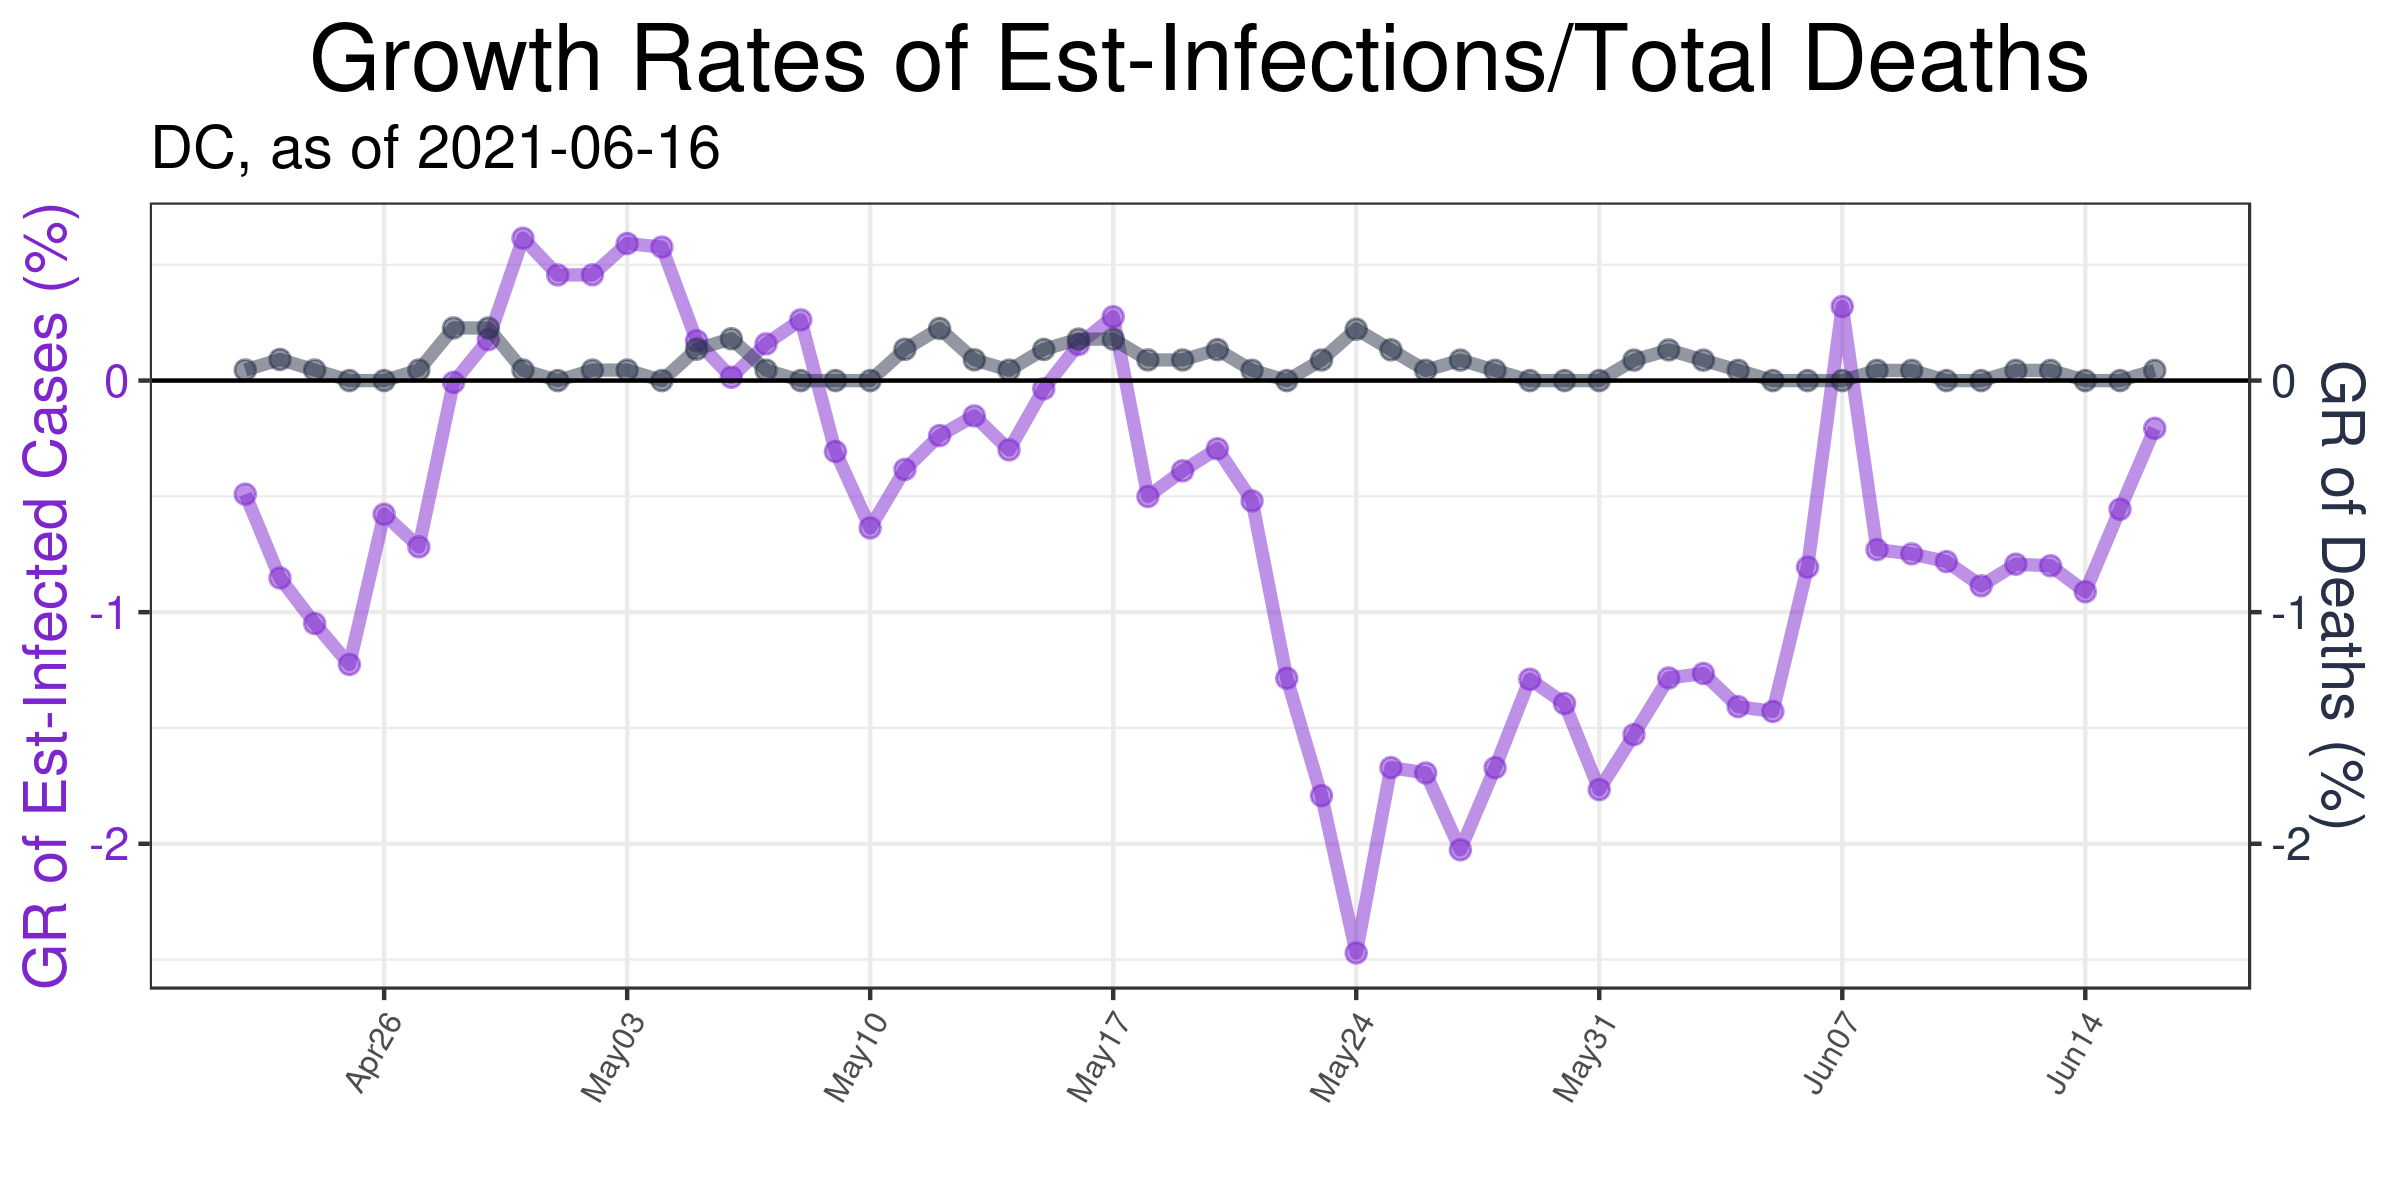 Growth Rates of Est-Infections/Total Deaths
DC, as of 2021-06-16
GR of Est-Infected Cases (%)
0
-1
-2
0
-1
-2
GR of Deaths (%)
Apr26
May03
May10
May17
May24
May31
Jun07
Jun14